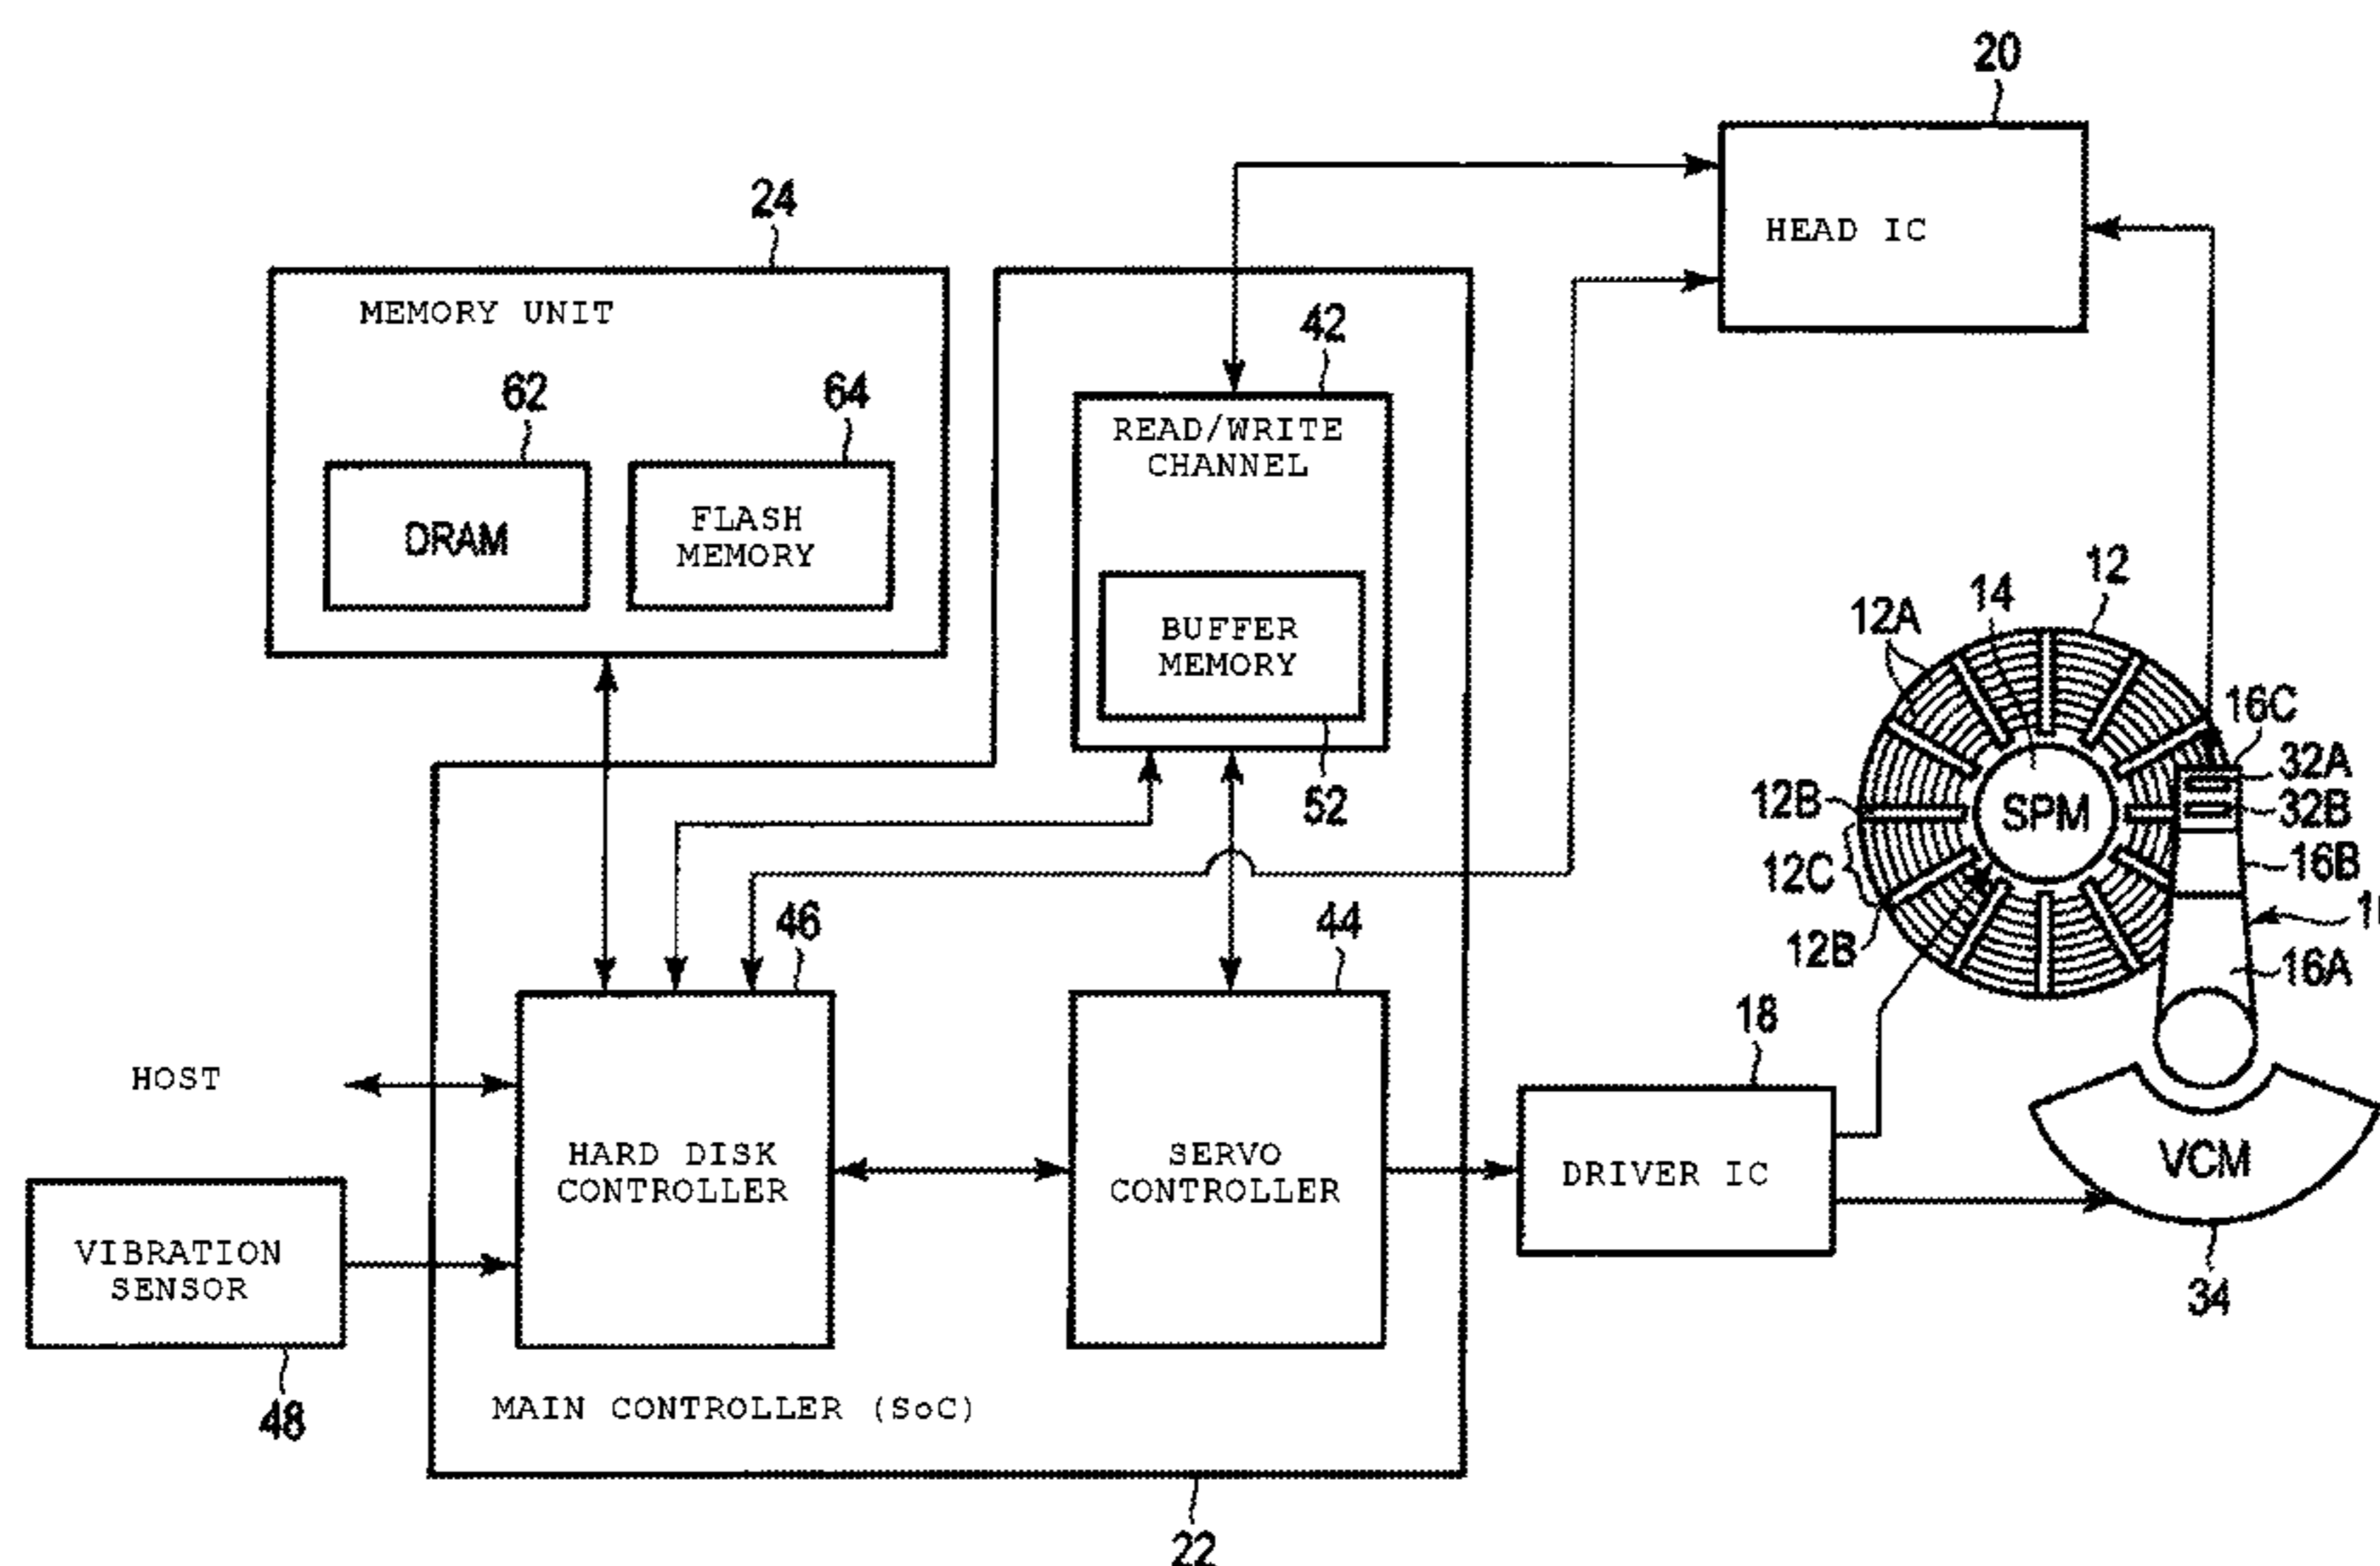 20
24
HEAD IC
MEMORY UNIT
42
62
64
READ/WRITE
CHANNEL
DRAM
FLASH
MEMORY
BUFFER
MEMORY
52
12
14
12A
16C
32A
12B
SPM
32B
12C
16B
12B
16A
46
44
18
HOST
HARD DISK
CONTROLLER
SERVO
CONTROLLER
DRIVER IC
VCM
VIBRATION
SENSOR
34
48
MAIN CONTROLLER (SoC)
22